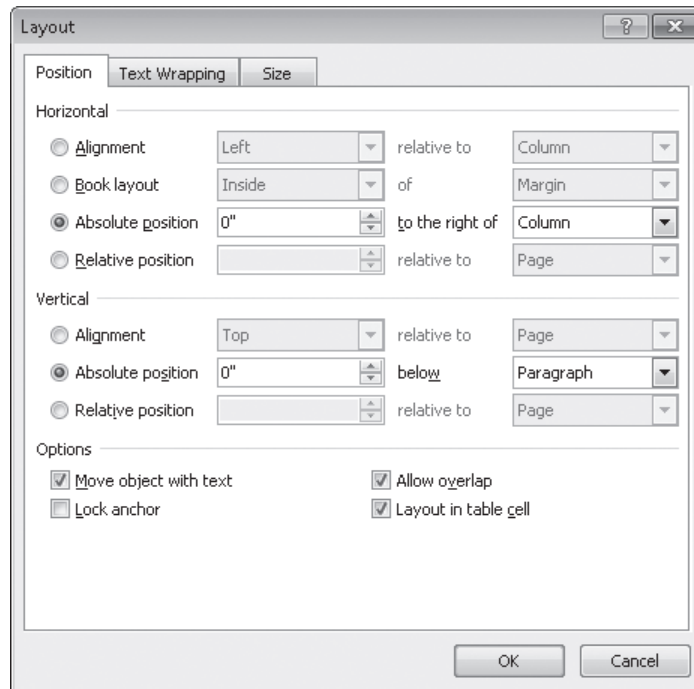 Layout
Position Text Wrapping Size
Horizontal
Alignment Left relative to Column
Book layout Inside of Margin
Absolute position 0" to the right of Column
Relative position relative to Page
Vertical
Alignment Top relative to Page
Absolute position 0" below Paragraph
Relative position relative to Page
Options
Move object with text Allow overlap
Lock anchor Layout in table cell
OK Cancel